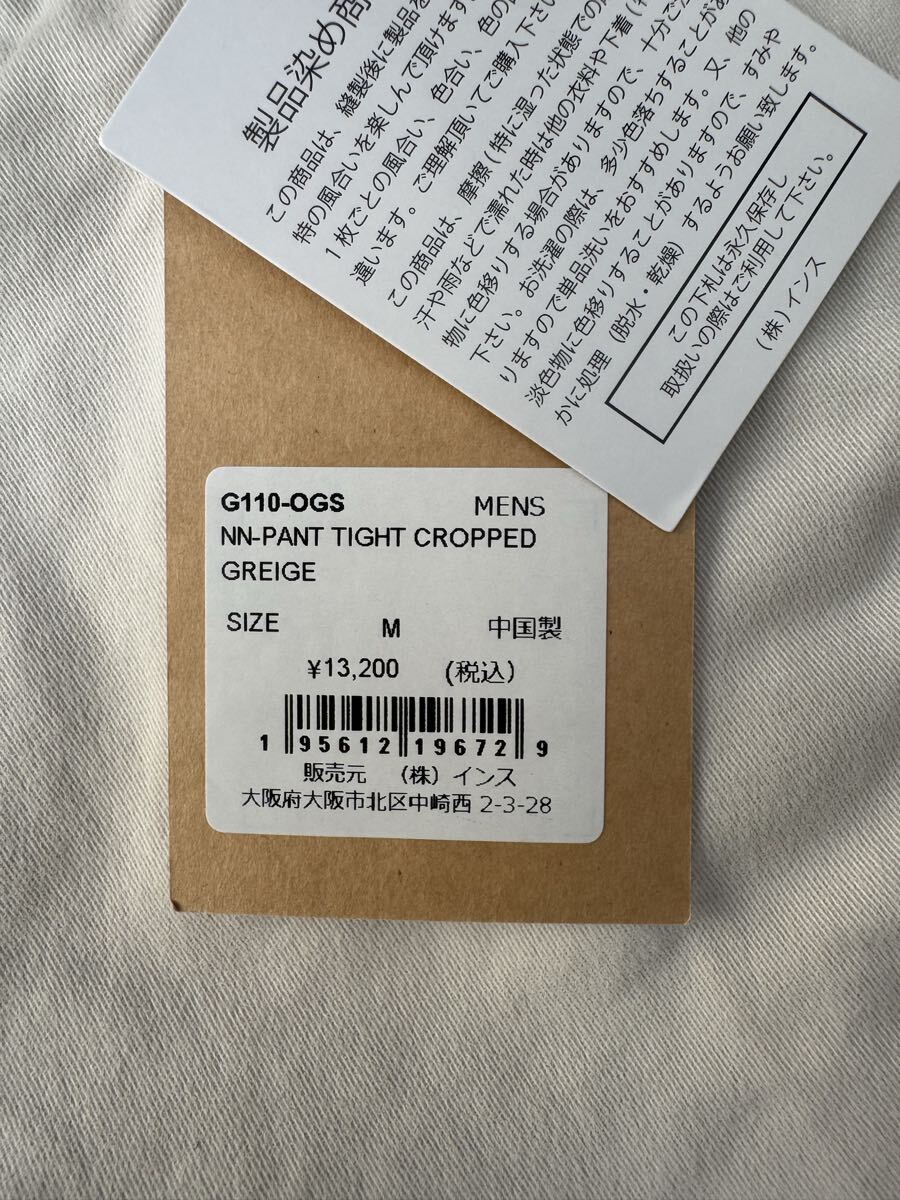 製品染め商
この商品は、縫製後に製品を
特の風合いを楽しんで頂けます
1枚ごとの風合い、色合い、色の
違います。ご理解頂いてご購入下さい
この商品は、摩擦(特に湿った状態での
汗や雨などで濡れた時は他の衣料や下着(
物に色移りする場合がありますので、十分ご注
下さい。お洗濯の際は、多少色落ちすることがあ
りますので単品洗いをおすすめします。又、他の
淡色物に色移りすることがありますので、すみや
かに処理(脱水・乾燥)するようお願い致します。
この下札は永久保存し
取扱いの際はご利用して下さい。
(株)インス
G110-OGS MENS
NN-PANT TIGHT CROPPED
GREIGE
SIZE M 中国製
¥13,200 (税込)
1 95612 19672 9
販売元 (株)インス
大阪府大阪市北区中崎西 2-3-28